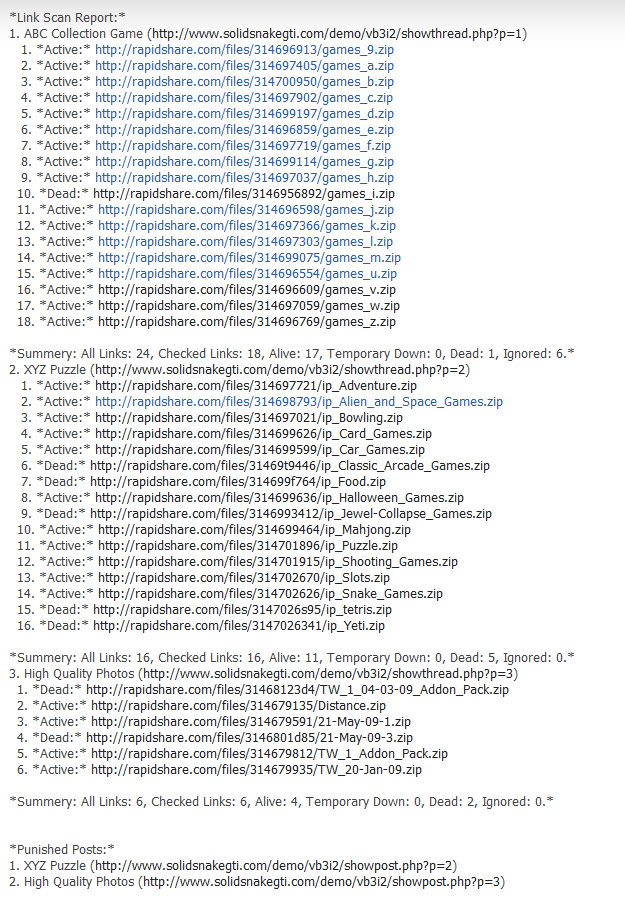 *Link Scan Report:*
1. ABC Collection Game (http://www.solidsnakegti.com/demo/vb3i2/showthread.php?p=1)
1. *Active:* http://rapidshare.com/files/314696913/games_9.zip
2. *Active:* http://rapidshare.com/files/314697405/games_a.zip
3. *Active:* http://rapidshare.com/files/314700950/games_b.zip
4. *Active:* http://rapidshare.com/files/314697902/games_c.zip
5. *Active:* http://rapidshare.com/files/314699197/games_d.zip
6. *Active:* http://rapidshare.com/files/314696859/games_e.zip
7. *Active:* http://rapidshare.com/files/314697719/games_f.zip
8. *Active:* http://rapidshare.com/files/314699114/games_g.zip
9. *Active:* http://rapidshare.com/files/314697037/games_h.zip
10. *Dead:* http://rapidshare.com/files/3146956892/games_i.zip
11. *Active:* http://rapidshare.com/files/314696598/games_j.zip
12. *Active:* http://rapidshare.com/files/314697366/games_k.zip
13. *Active:* http://rapidshare.com/files/314697303/games_l.zip
14. *Active:* http://rapidshare.com/files/314699075/games_m.zip
15. *Active:* http://rapidshare.com/files/314696554/games_u.zip
16. *Active:* http://rapidshare.com/files/314696609/games_v.zip
17. *Active:* http://rapidshare.com/files/314697059/games_w.zip
18. *Active:* http://rapidshare.com/files/314696769/games_z.zip
*Summery: All Links: 24, Checked Links: 18, Alive: 17, Temporary Down: 0, Dead: 1, Ignored: 6.*
2. XYZ Puzzle (http://www.solidsnakegti.com/demo/vb3i2/showthread.php?p=2)
1. *Active:* http://rapidshare.com/files/314697721/ip_Adventure.zip
2. *Active:* http://rapidshare.com/files/314698793/ip_Alien_and_Space_Games.zip
3. *Active:* http://rapidshare.com/files/314697021/ip_Bowling.zip
4. *Active:* http://rapidshare.com/files/314699626/ip_Card_Games.zip
5. *Active:* http://rapidshare.com/files/314699599/ip_Car_Games.zip
6. *Dead:* http://rapidshare.com/files/31469t9446/ip_Classic_Arcade_Games.zip
7. *Dead:* http://rapidshare.com/files/314699f764/ip_Food.zip
8. *Active:* http://rapidshare.com/files/314699636/ip_Halloween_Games.zip
9. *Dead:* http://rapidshare.com/files/3146993412/ip_Jewel-Collapse_Games.zip
10. *Active:* http://rapidshare.com/files/314699464/ip_Mahjong.zip
11. *Active:* http://rapidshare.com/files/314701896/ip_Puzzle.zip
12. *Active:* http://rapidshare.com/files/314701915/ip_Shooting_Games.zip
13. *Active:* http://rapidshare.com/files/314702670/ip_Slots.zip
14. *Active:* http://rapidshare.com/files/314702626/ip_Snake_Games.zip
15. *Dead:* http://rapidshare.com/files/3147026s95/ip_tetris.zip
16. *Dead:* http://rapidshare.com/files/3147026341/ip_Yeti.zip
*Summery: All Links: 16, Checked Links: 16, Alive: 11, Temporary Down: 0, Dead: 5, Ignored: 0.*
3. High Quality Photos (http://www.solidsnakegti.com/demo/vb3i2/showthread.php?p=3)
1. *Dead:* http://rapidshare.com/files/31468123d4/TW_1_04-03-09_Addon_Pack.zip
2. *Active:* http://rapidshare.com/files/314679135/Distance.zip
3. *Active:* http://rapidshare.com/files/314679591/21-May-09-1.zip
4. *Dead:* http://rapidshare.com/files/3146801d85/21-May-09-3.zip
5. *Active:* http://rapidshare.com/files/314679812/TW_1_Addon_Pack.zip
6. *Active:* http://rapidshare.com/files/314679935/TW_20-Jan-09.zip
*Summery: All Links: 6, Checked Links: 6, Alive: 4, Temporary Down: 0, Dead: 2, Ignored: 0.*
*Punished Posts:*
1. XYZ Puzzle (http://www.solidsnakegti.com/demo/vb3i2/showpost.php?p=2)
2. High Quality Photos (http://www.solidsnakegti.com/demo/vb3i2/showpost.php?p=3)